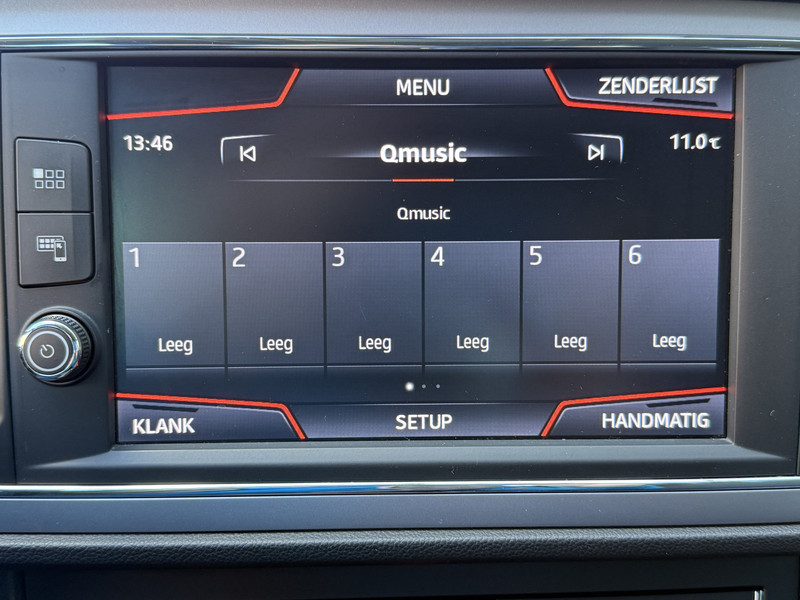 MENU
ZENDERLIJST
13:46
Qmusic
11.0℃
Qmusic
1
2
3
4
5
6
Leeg
Leeg
Leeg
Leeg
Leeg
Leeg
KLANK
SETUP
HANDMATIG